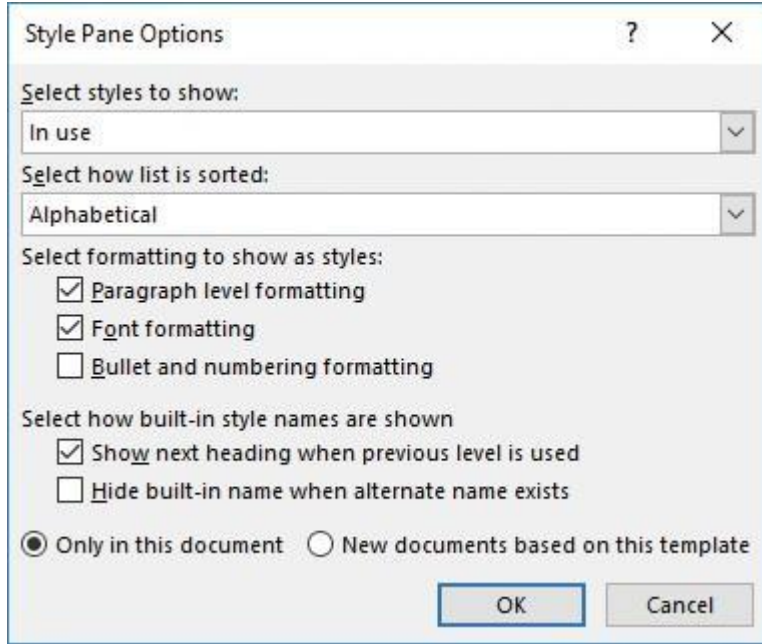 Style Pane Options ?
Select styles to show:
In use
Select how list is sorted:
Alphabetical
Select formatting to show as styles:
Paragraph level formatting
Font formatting
Bullet and numbering formatting
Select how built-in style names are shown
Show next heading when previous level is used
Hide built-in name when alternate name exists
Only in this document New documents based on this template
OK Cancel